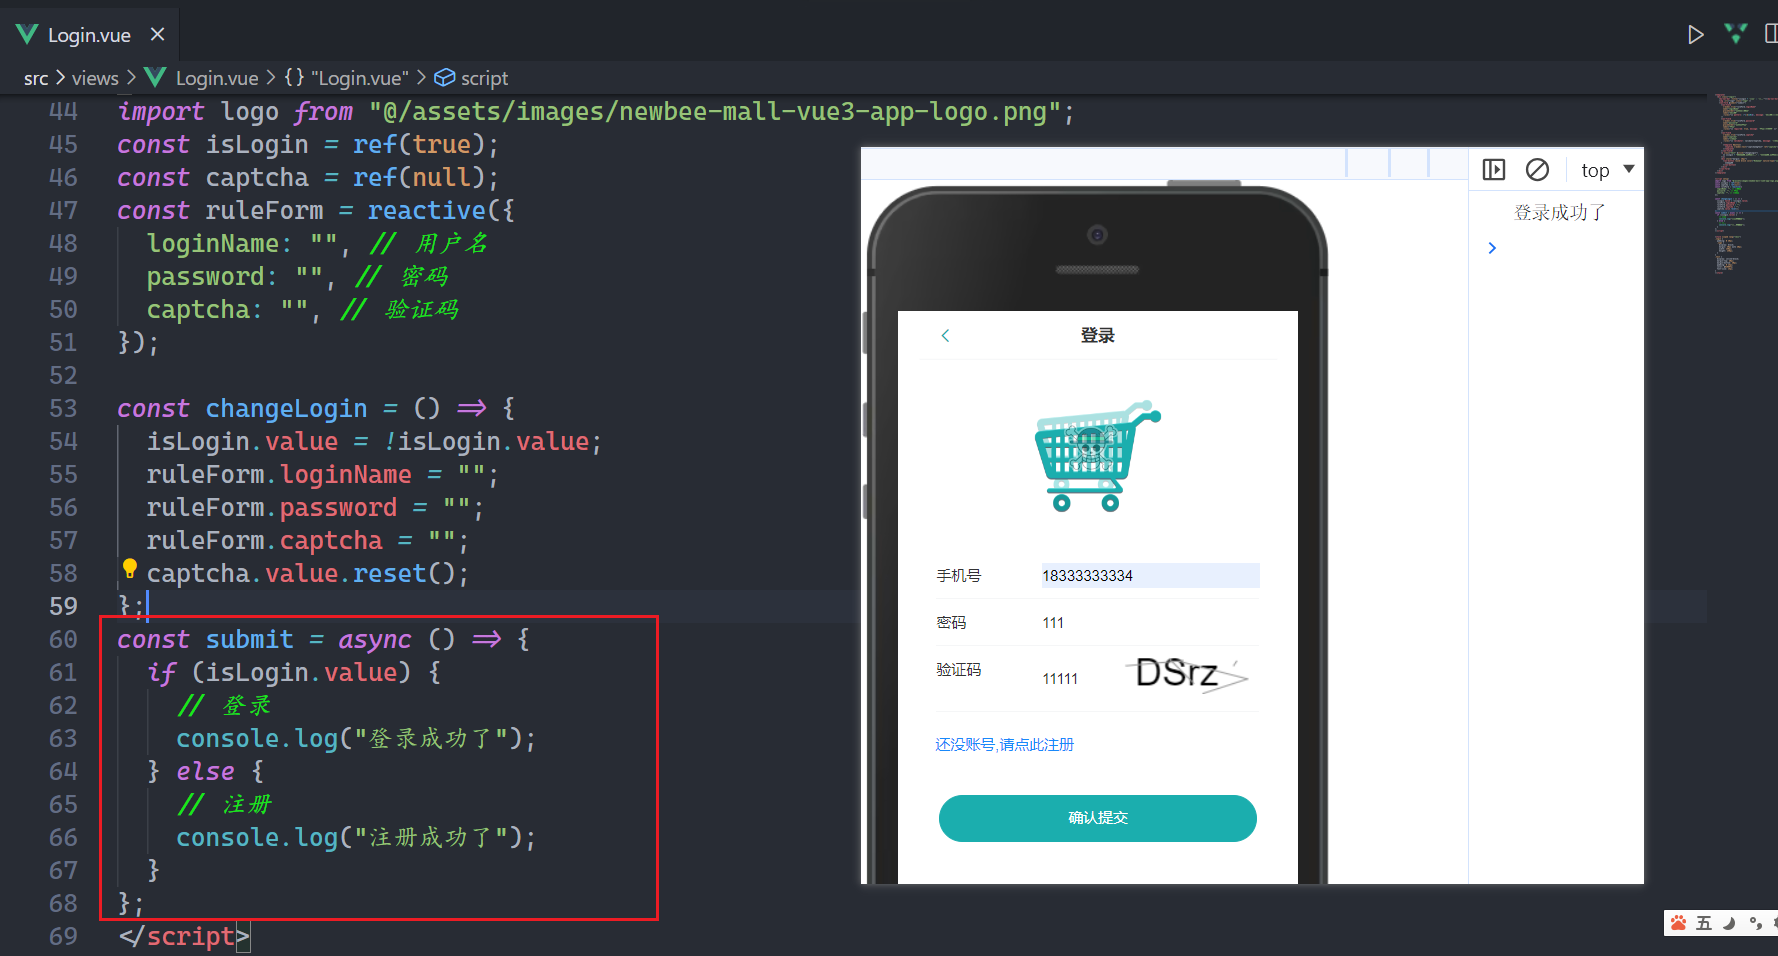 Login.vue
src > views > Login.vue > {} "Login.vue" > script
44 import logo from "@/assets/images/newbee-mall-vue3-app-logo.png";
45 const isLogin = ref(true);
46 const captcha = ref(null);
47 const ruleForm = reactive({
48 loginName: "", // 用户名
49 password: "", // 密码
50 captcha: "", // 验证码
51 });
52
53 const changeLogin = () => {
54 isLogin.value = !isLogin.value;
55 ruleForm.loginName = "";
56 ruleForm.password = "";
57 ruleForm.captcha = "";
58 captcha.value.reset();
59 };
60 const submit = async () => {
61 if (isLogin.value) {
62 // 登录
63 console.log("登录成功了");
64 } else {
65 // 注册
66 console.log("注册成功了");
67 }
68 };
69 </script>
top
登录成功了
登录
手机号 18333333334
密码 111
验证码 11111 DSrz
还没账号,请点此注册
确认提交
五